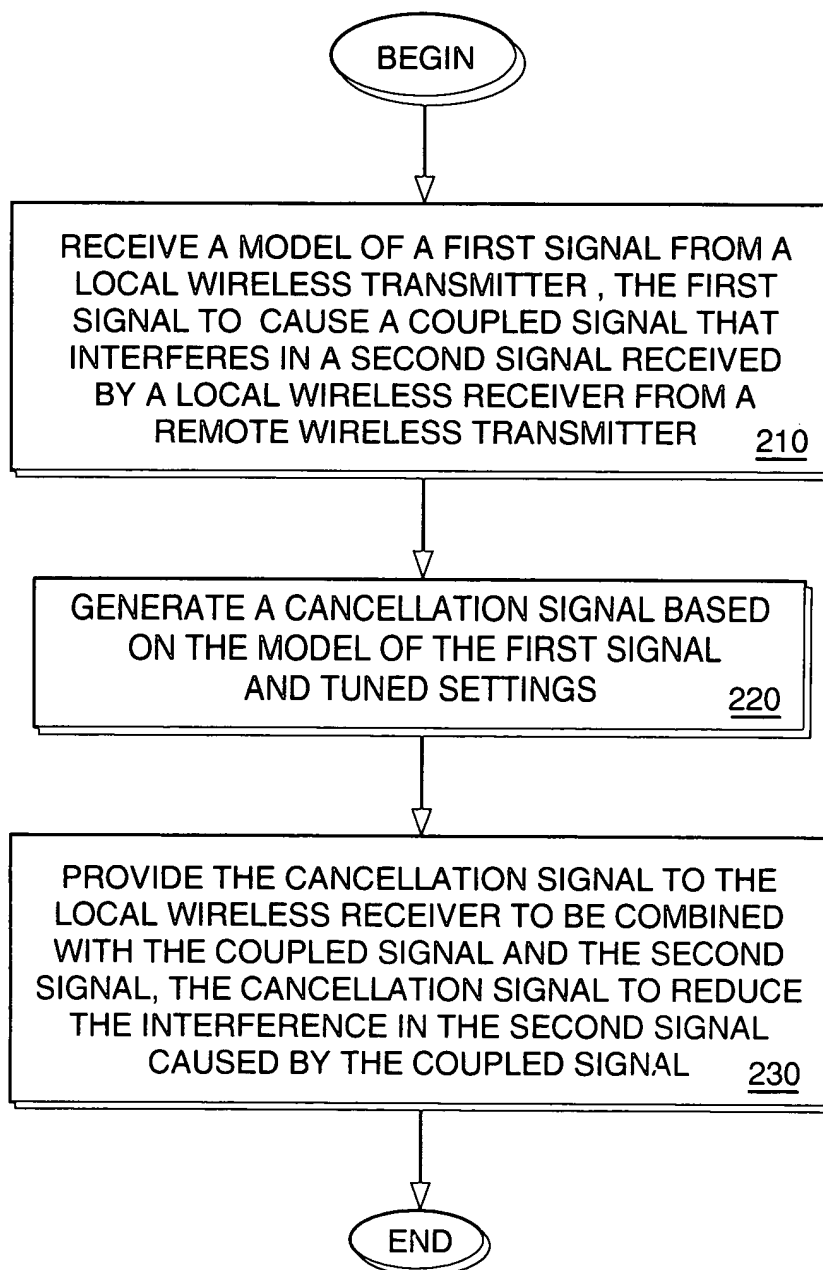 BEGIN
RECEIVE A MODEL OF A FIRST SIGNAL FROM A
LOCAL WIRELESS TRANSMITTER , THE FIRST
SIGNAL TO CAUSE A COUPLED SIGNAL THAT
INTERFERES IN A SECOND SIGNAL RECEIVED
BY A LOCAL WIRELESS RECEIVER FROM A
REMOTE WIRELESS TRANSMITTER
210
GENERATE A CANCELLATION SIGNAL BASED
ON THE MODEL OF THE FIRST SIGNAL
AND TUNED SETTINGS
220
PROVIDE THE CANCELLATION SIGNAL TO THE
LOCAL WIRELESS RECEIVER TO BE COMBINED
WITH THE COUPLED SIGNAL AND THE SECOND
SIGNAL, THE CANCELLATION SIGNAL TO REDUCE
THE INTERFERENCE IN THE SECOND SIGNAL
CAUSED BY THE COUPLED SIGNAL
230
END